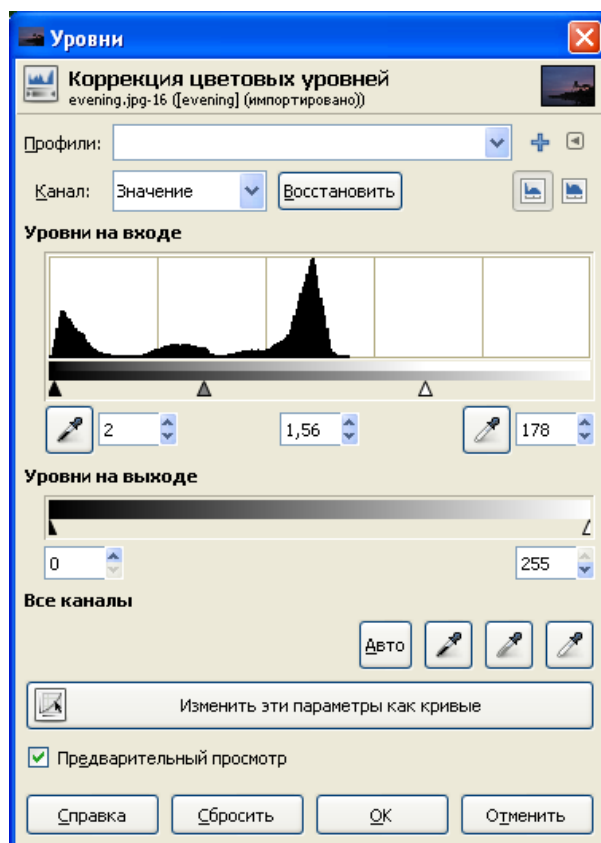 Уровни
Коррекция цветовых уровней
evening.jpg-16 ([evening] (импортировано))
Профили:
Канал: Значение Восстановить
Уровни на входе
2 1,56 178
Уровни на выходе
0 255
Все каналы
Авто
Изменить эти параметры как кривые
Предварительный просмотр
Справка Сбросить OK Отменить